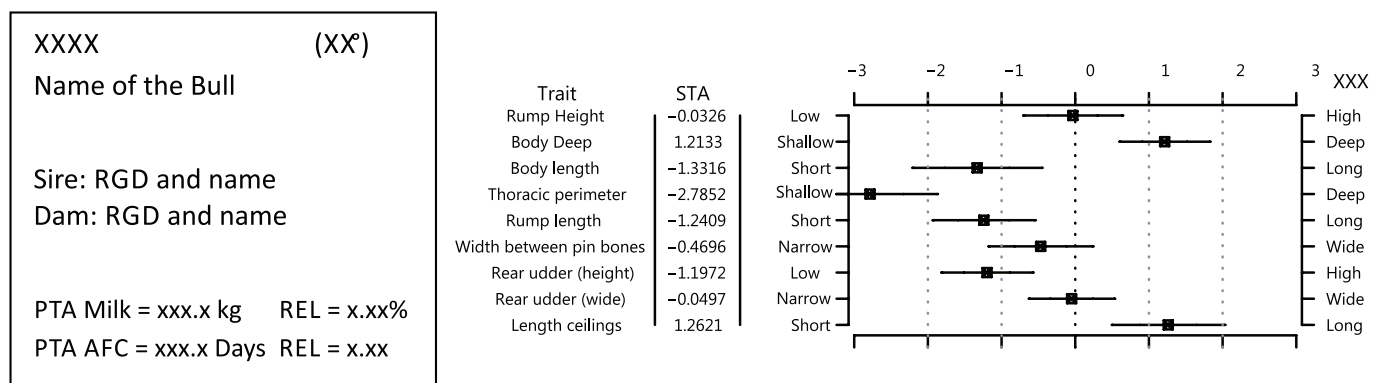 XXXX (XX°)
Name of the Bull
Sire: RGD and name
Dam: RGD and name
PTA Milk = xxx.x kg REL = x.xx%
PTA AFC = xxx.x Days REL = x.xx
−3 −2 −1 0 1 2 3 XXX
Trait STA
Rump Height −0.0326 Low High
Body Deep 1.2133 Shallow Deep
Body length −1.3316 Short Long
Thoracic perimeter −2.7852 Shallow Deep
Rump length −1.2409 Short Long
Width between pin bones −0.4696 Narrow Wide
Rear udder (height) −1.1972 Low High
Rear udder (wide) −0.0497 Narrow Wide
Length ceilings 1.2621 Short Long